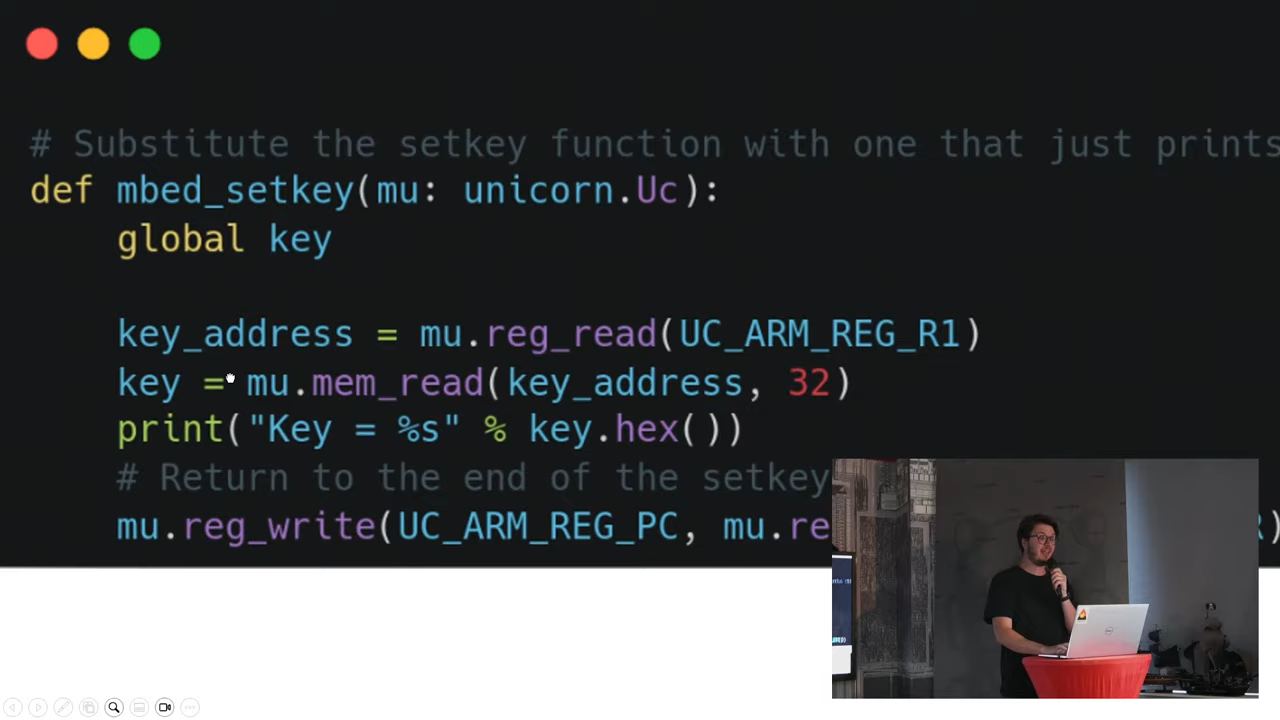 # Substitute the setkey function with one that just prints
def mbed_setkey(mu: unicorn.Uc):
global key
key_address = mu.reg_read(UC_ARM_REG_R1)
key = mu.mem_read(key_address, 32)
print("Key = %s" % key.hex())
# Return to the end of the setkey
mu.reg_write(UC_ARM_REG_PC, mu.re
)